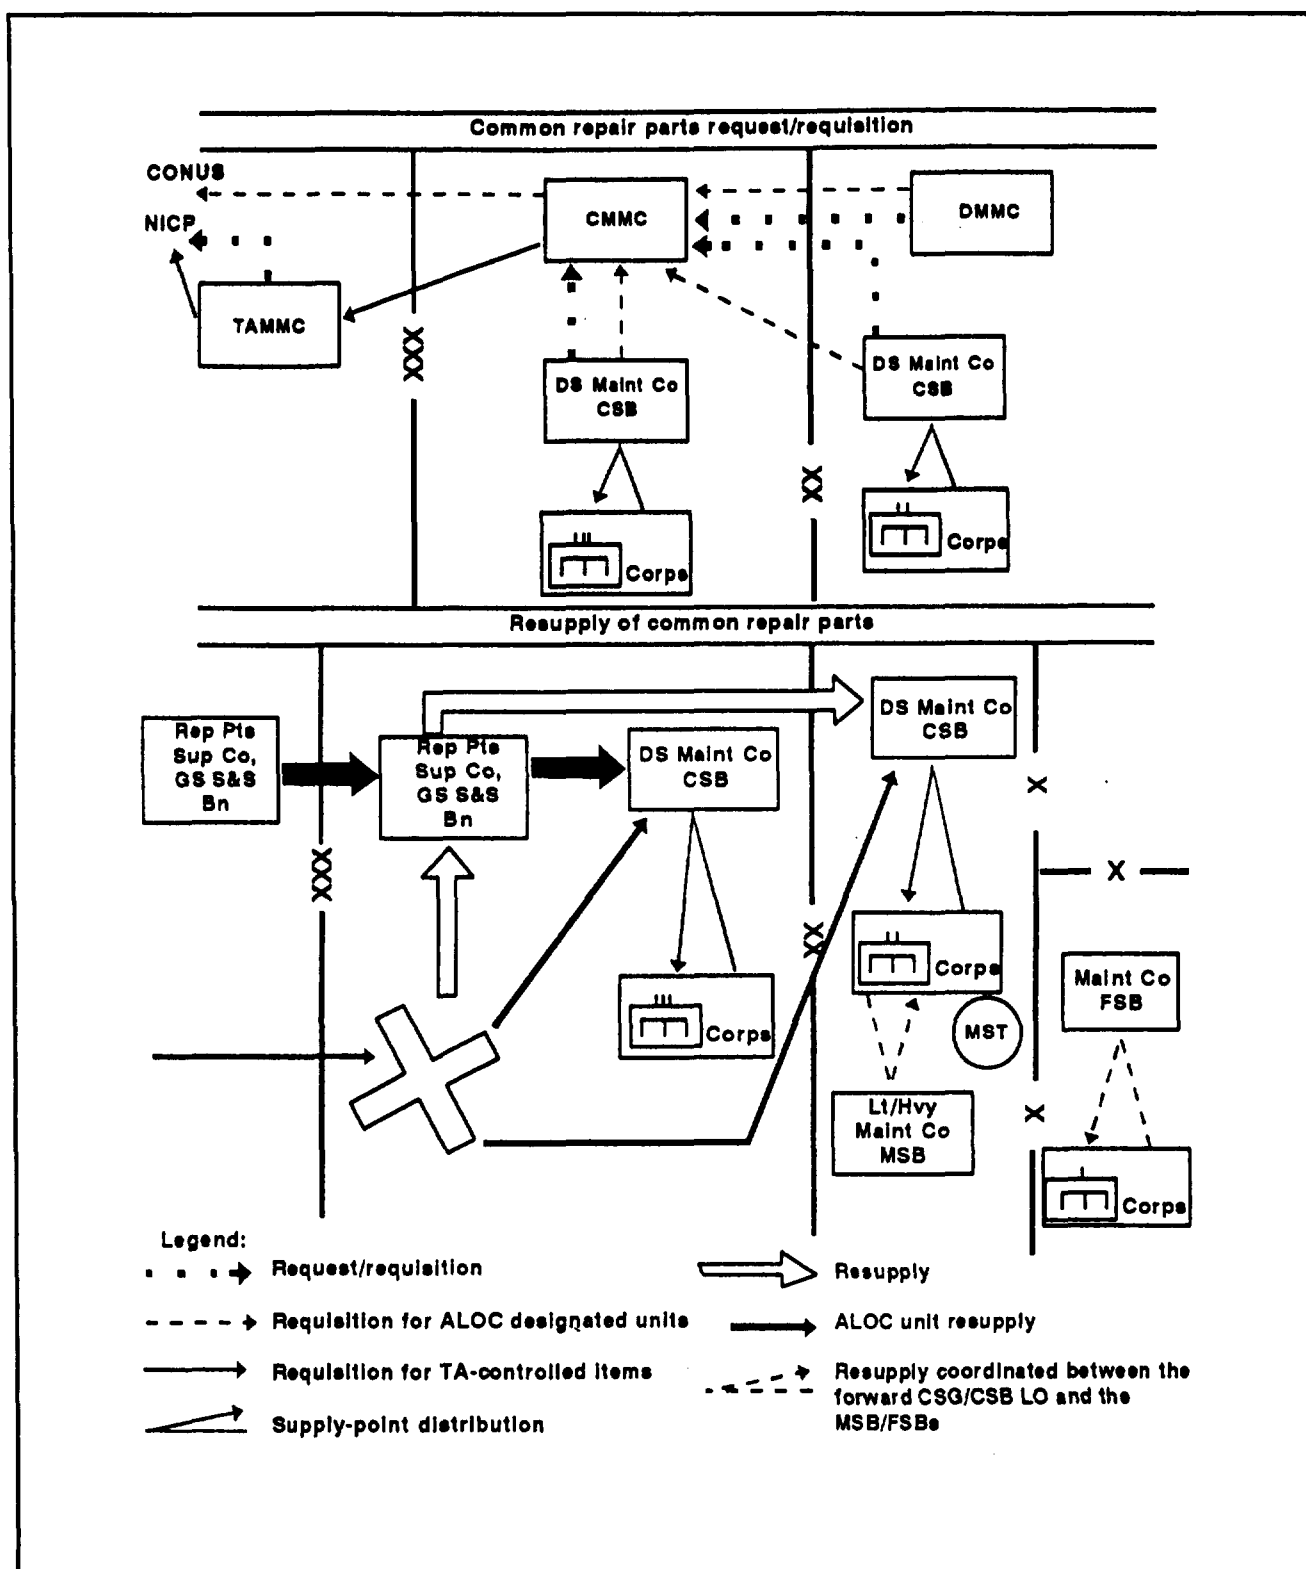 Common repair parts request/requisition
CONUS
NICP
CMMC
DMMC
TAMMC
XXX
DS Maint Co
CSB
DS Maint Co
CSB
XX
Corps
Corps
Resupply of common repair parts
Rep Pts
Sup Co,
GS S&S
Bn
Rep Pts
Sup Co,
GS S&S
Bn
DS Maint Co
CSB
DS Maint Co
CSB
X
XXX
X
XX
Corps
Corps
MST
Maint Co
FSB
Lt/Hvy
Maint Co
MSB
X
Corps
Legend:
Request/requisition
Requisition for ALOC designated units
Requisition for TA-controlled items
Supply-point distribution
Resupply
ALOC unit resupply
Resupply coordinated between the
forward CSG/CSB LO and the
MSB/FSBs